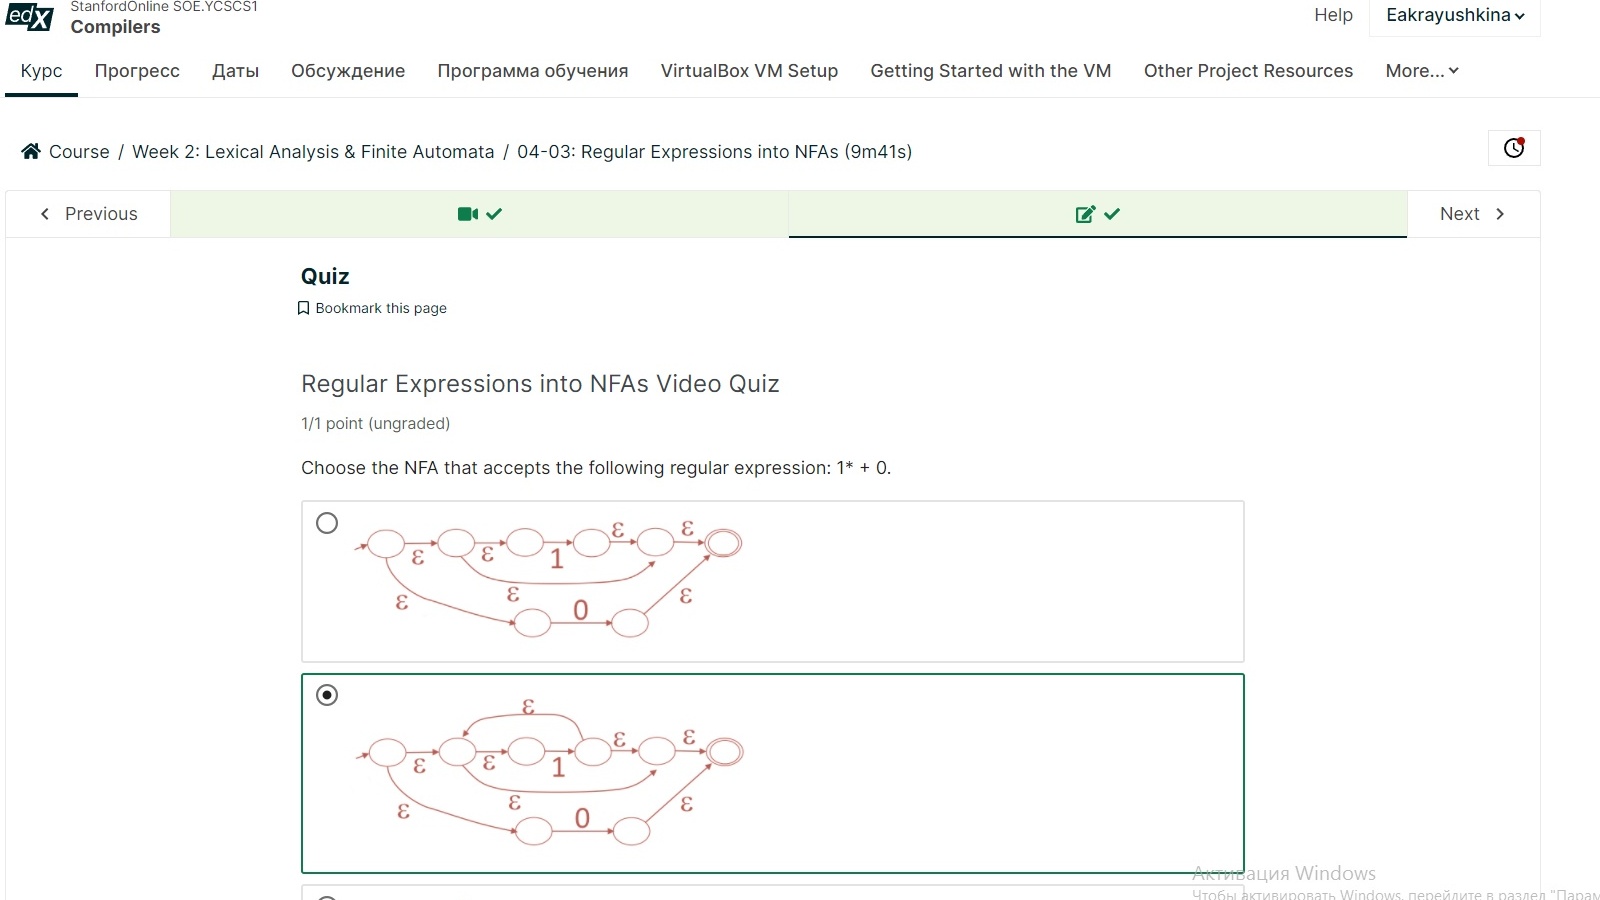 edX
StanfordOnline SOE.YCSCS1
Compilers
Help
Eakrayushkina
Курс Прогресс Даты Обсуждение Программа обучения VirtualBox VM Setup Getting Started with the VM Other Project Resources More...
Course / Week 2: Lexical Analysis & Finite Automata / 04-03: Regular Expressions into NFAs (9m41s)
Previous
Next
Quiz
Bookmark this page
Regular Expressions into NFAs Video Quiz
1/1 point (ungraded)
Choose the NFA that accepts the following regular expression: 1* + 0.
ε ε
ε ε 1
ε ε ε
0
ε
ε ε
ε ε 1
ε ε ε
0
Активация Windows
Чтобы активировать Windows, перейдите в раздел "Парам